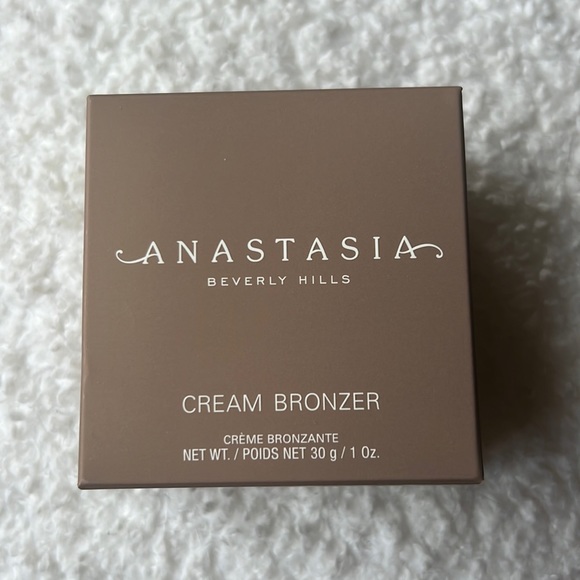 ANASTASIA
BEVERLY HILLS
CREAM BRONZER
CRÈME BRONZANTE
NET WT. / POIDS NET 30 g / 1 Oz.